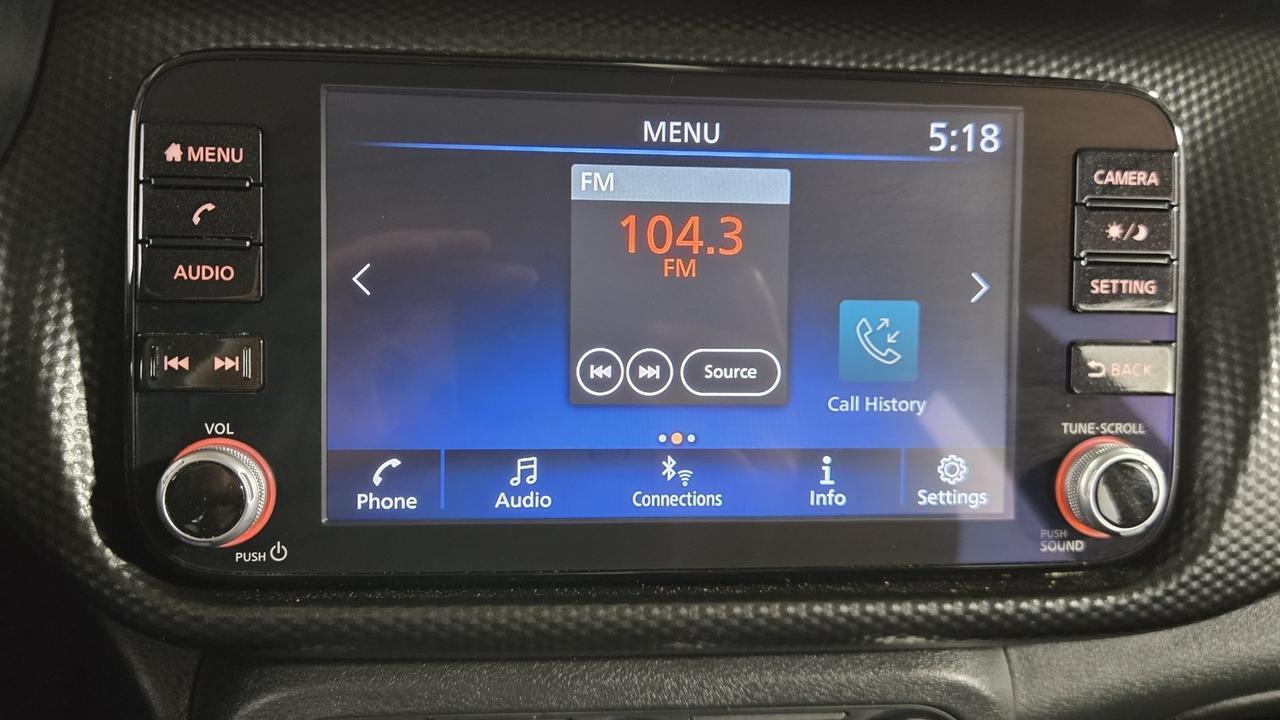 MENU
5:18
MENU
AUDIO
VOL
PUSH
FM
104.3
FM
Source
Call History
Phone
Audio
Connections
Info
Settings
CAMERA
SETTING
BACK
TUNE·SCROLL
PUSH
SOUND